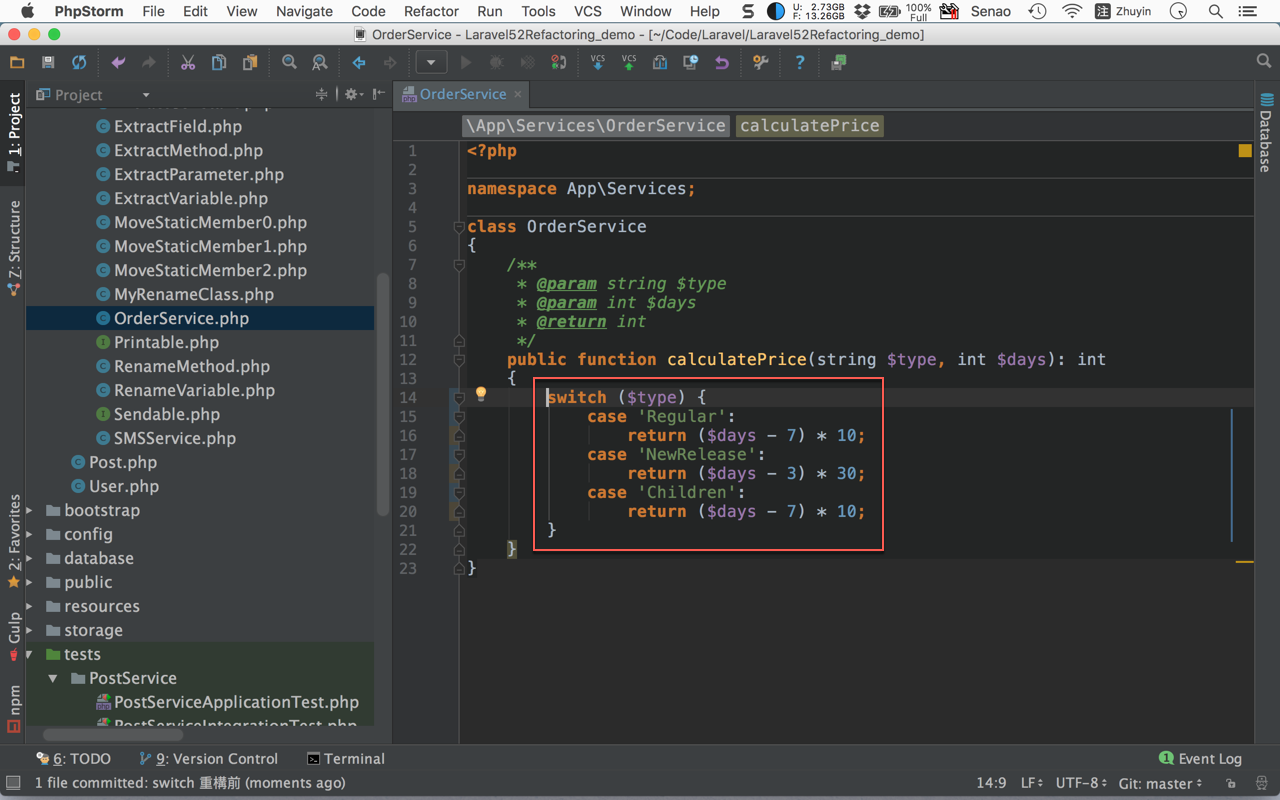 PhpStorm File Edit View Navigate Code Refactor Run Tools VCS Window Help U: 2.73GB F: 13.26GB 100% Full Senao 注 Zhuyin
OrderService - Laravel52Refactoring_demo - [~/Code/Laravel/Laravel52Refactoring_demo]
VCS VCS
1: Project
7: Structure
2: Favorites
Gulp
npm
Project
ExtractField.php
ExtractMethod.php
ExtractParameter.php
ExtractVariable.php
MoveStaticMember0.php
MoveStaticMember1.php
MoveStaticMember2.php
MyRenameClass.php
OrderService.php
Printable.php
RenameMethod.php
RenameVariable.php
Sendable.php
SMSService.php
Post.php
User.php
bootstrap
config
database
public
resources
storage
tests
PostService
PostServiceApplicationTest.php
PostServiceIntegrationTest.php
OrderService
\App\Services\OrderService calculatePrice
1 <?php
2
3 namespace App\Services;
4
5 class OrderService
6 {
7 /**
8 * @param string $type
9 * @param int $days
10 * @return int
11 */
12 public function calculatePrice(string $type, int $days): int
13 {
14 switch ($type) {
15 case 'Regular':
16 return ($days - 7) * 10;
17 case 'NewRelease':
18 return ($days - 3) * 30;
19 case 'Children':
20 return ($days - 7) * 10;
21 }
22 }
23 }
Database
6: TODO 9: Version Control Terminal 1 Event Log
1 file committed: switch 重構前 (moments ago) 14:9 LF UTF-8 Git: master